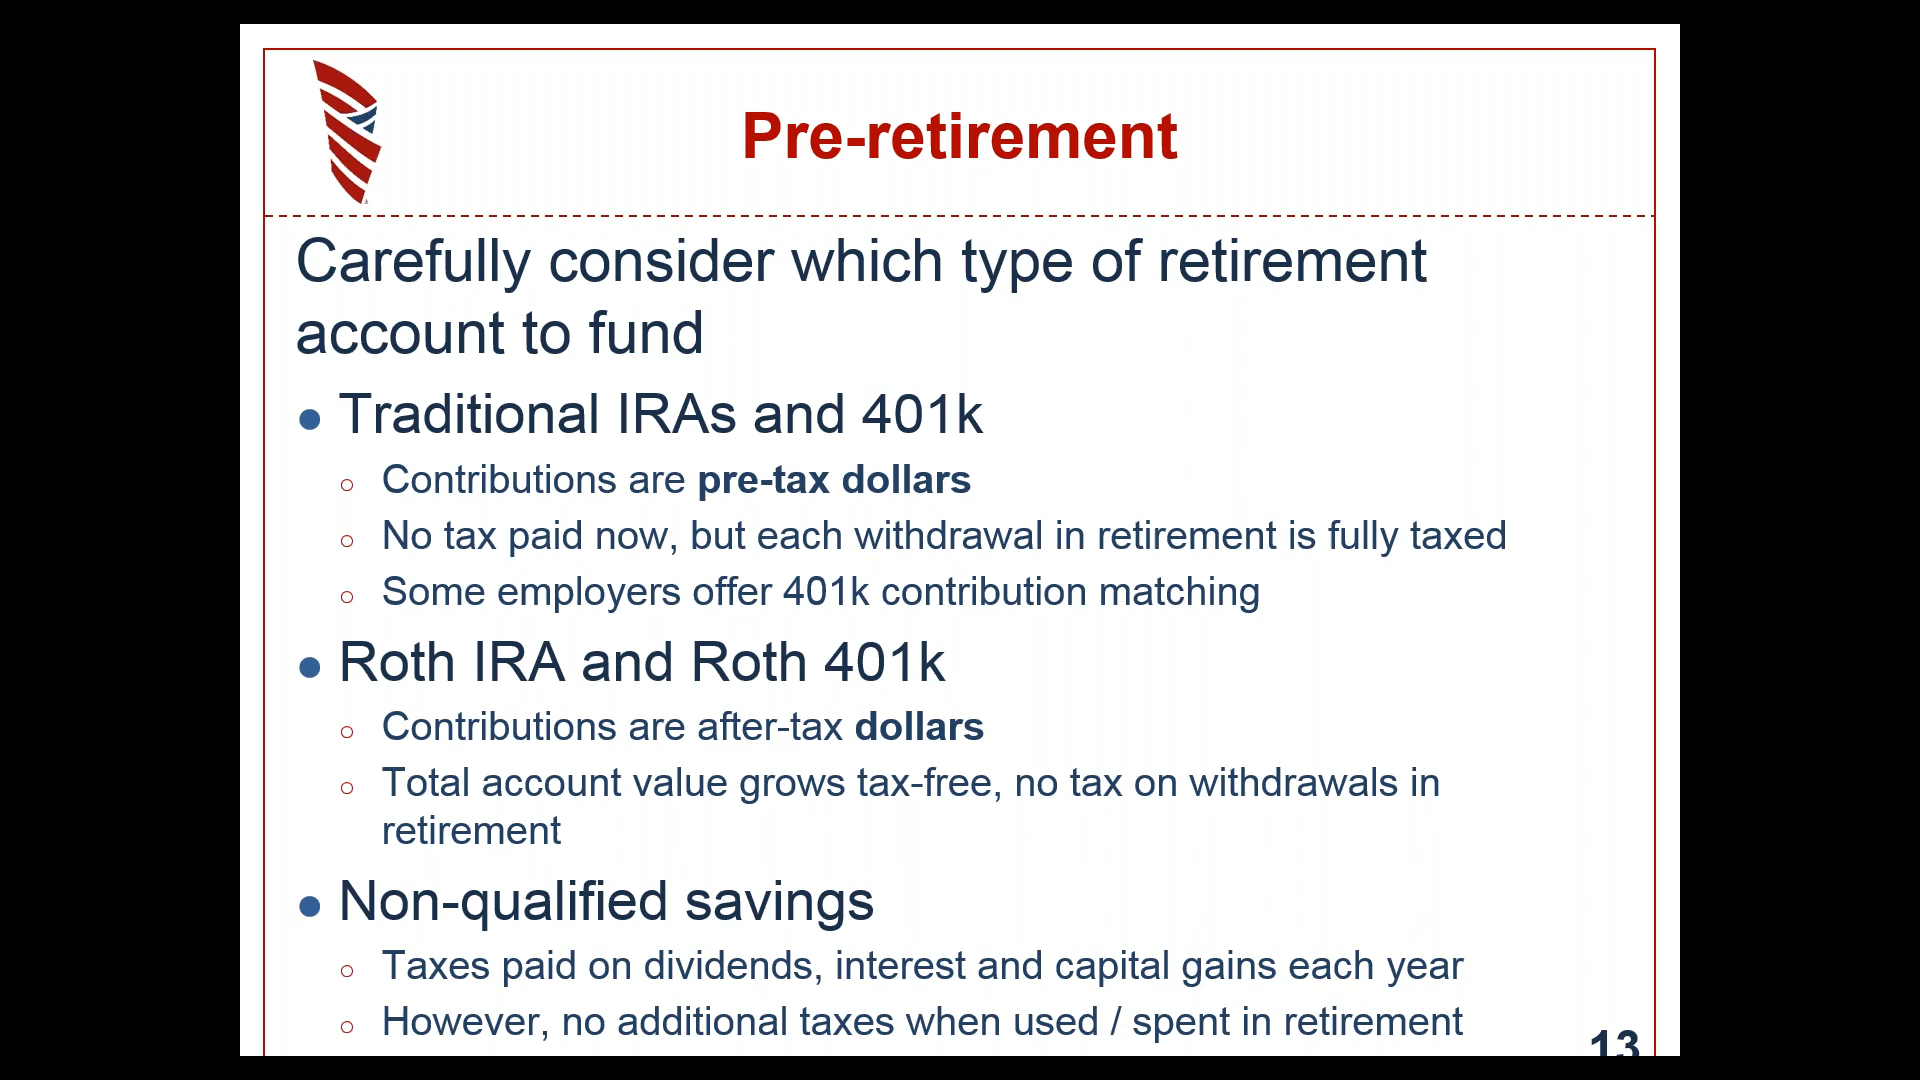 Pre-retirement
Carefully consider which type of retirement
account to fund
Traditional IRAs and 401k
Contributions are pre-tax dollars
No tax paid now, but each withdrawal in retirement is fully taxed
Some employers offer 401k contribution matching
Roth IRA and Roth 401k
Contributions are after-tax dollars
Total account value grows tax-free, no tax on withdrawals in
retirement
Non-qualified savings
Taxes paid on dividends, interest and capital gains each year
However, no additional taxes when used / spent in retirement
13